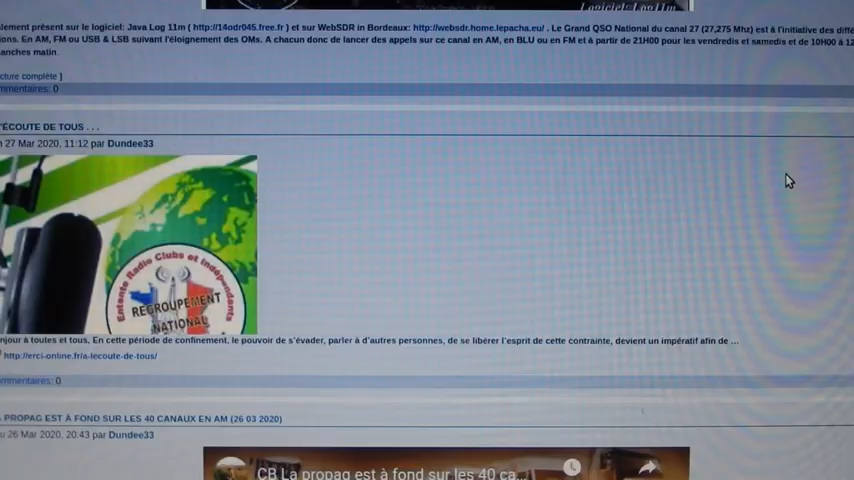 Logiciel Log11m
lement présent sur le logiciel: Java Log 11m ( http://14odr045.free.fr ) et sur WebSDR in Bordeaux: http://websdr.home.lepacha.eu/ . Le Grand QSO National du canal 27 (27,275 Mhz) est à l'initiative des diffé
ions. En AM, FM ou USB & LSB suivant l'éloignement des OMs. A chacun donc de lancer des appels sur ce canal en AM, en BLU ou en FM et à partir de 21H00 pour les vendredis et samedis et de 10H00 à 12
anches matin.
cture complète ]
mmentaires: 0
'ÉCOUTE DE TOUS . . .
27 Mar 2020, 11:12 par Dundee33
Entante Radio Clubs et Indépendants
REGROUPEMENT
NATIONAL
njour à toutes et tous, En cette période de confinement, le pouvoir de s'évader, parler à d'autres personnes, de se libérer l'esprit de cette contrainte, devient un impératif afin de ...
http://erci-online.fr/a-lecoute-de-tous/
mmentaires: 0
PROPAG EST À FOND SUR LES 40 CANAUX EN AM (26 03 2020)
u 26 Mar 2020, 20:43 par Dundee33
CB La propag est à fond sur les 40 ca...